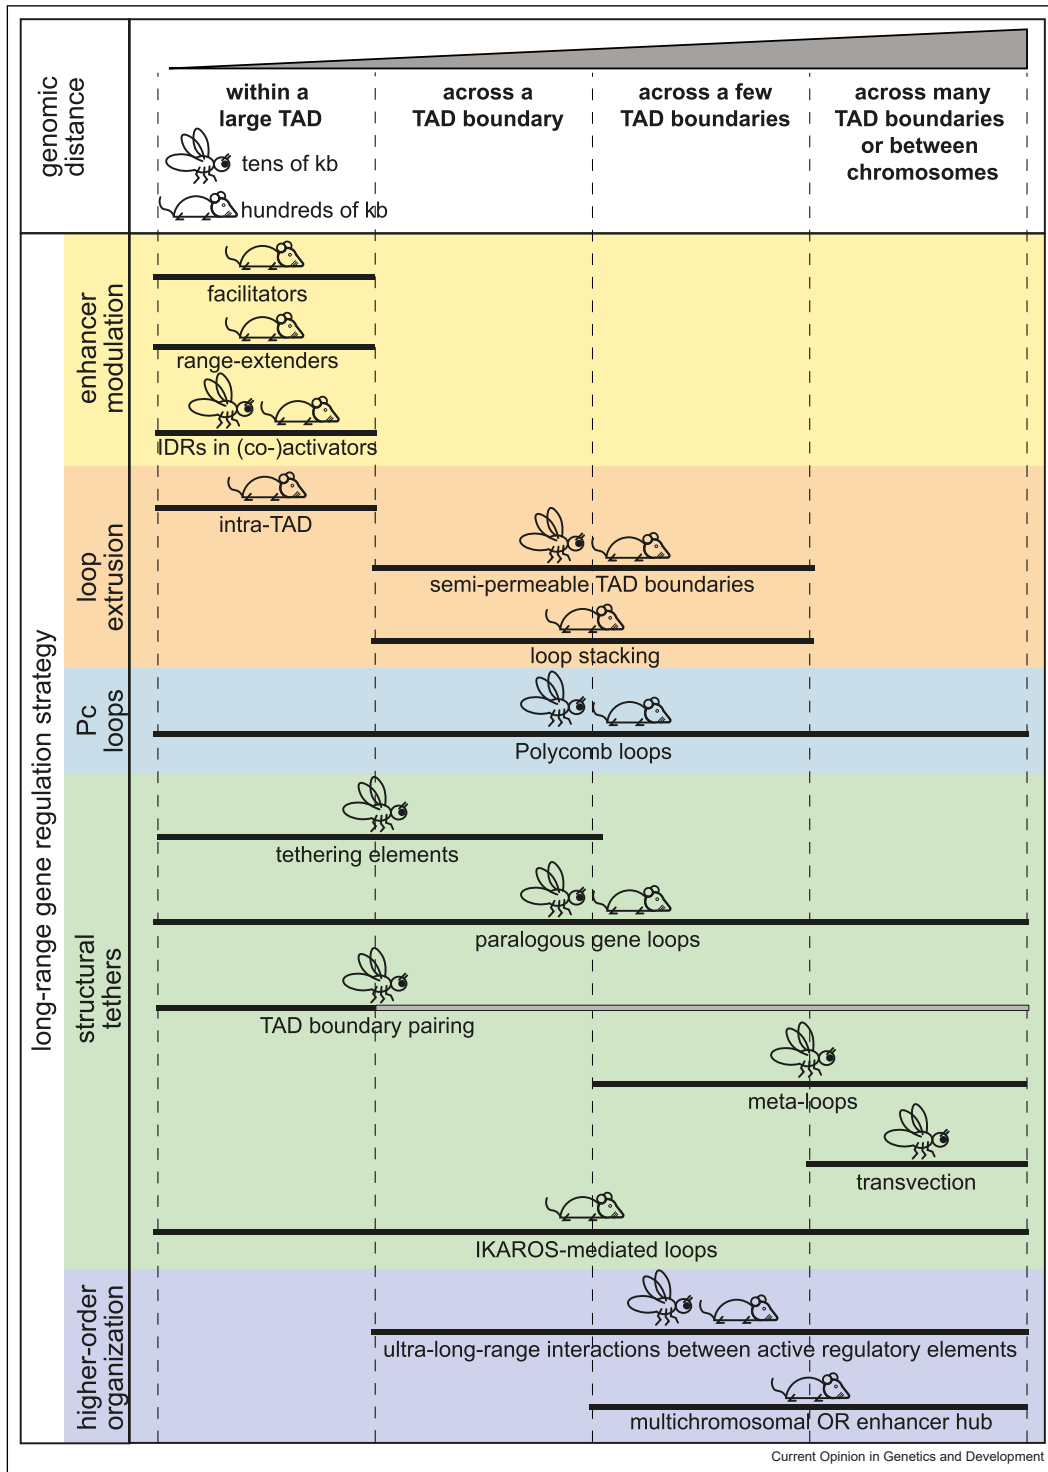 genomic
distance
within a
large TAD
across a
TAD boundary
across a few
TAD boundaries
across many
TAD boundaries
or between
chromosomes
tens of kb
hundreds of kb
long-range gene regulation strategy
enhancer
modulation
facilitators
range-extenders
IDRs in (co-)activators
loop
extrusion
intra-TAD
semi-permeable TAD boundaries
loop stacking
Pc
loops
Polycomb loops
structural
tethers
tethering elements
paralogous gene loops
TAD boundary pairing
meta-loops
transvection
IKAROS-mediated loops
higher-order
organization
ultra-long-range interactions between active regulatory elements
multichromosomal OR enhancer hub
Current Opinion in Genetics and Development